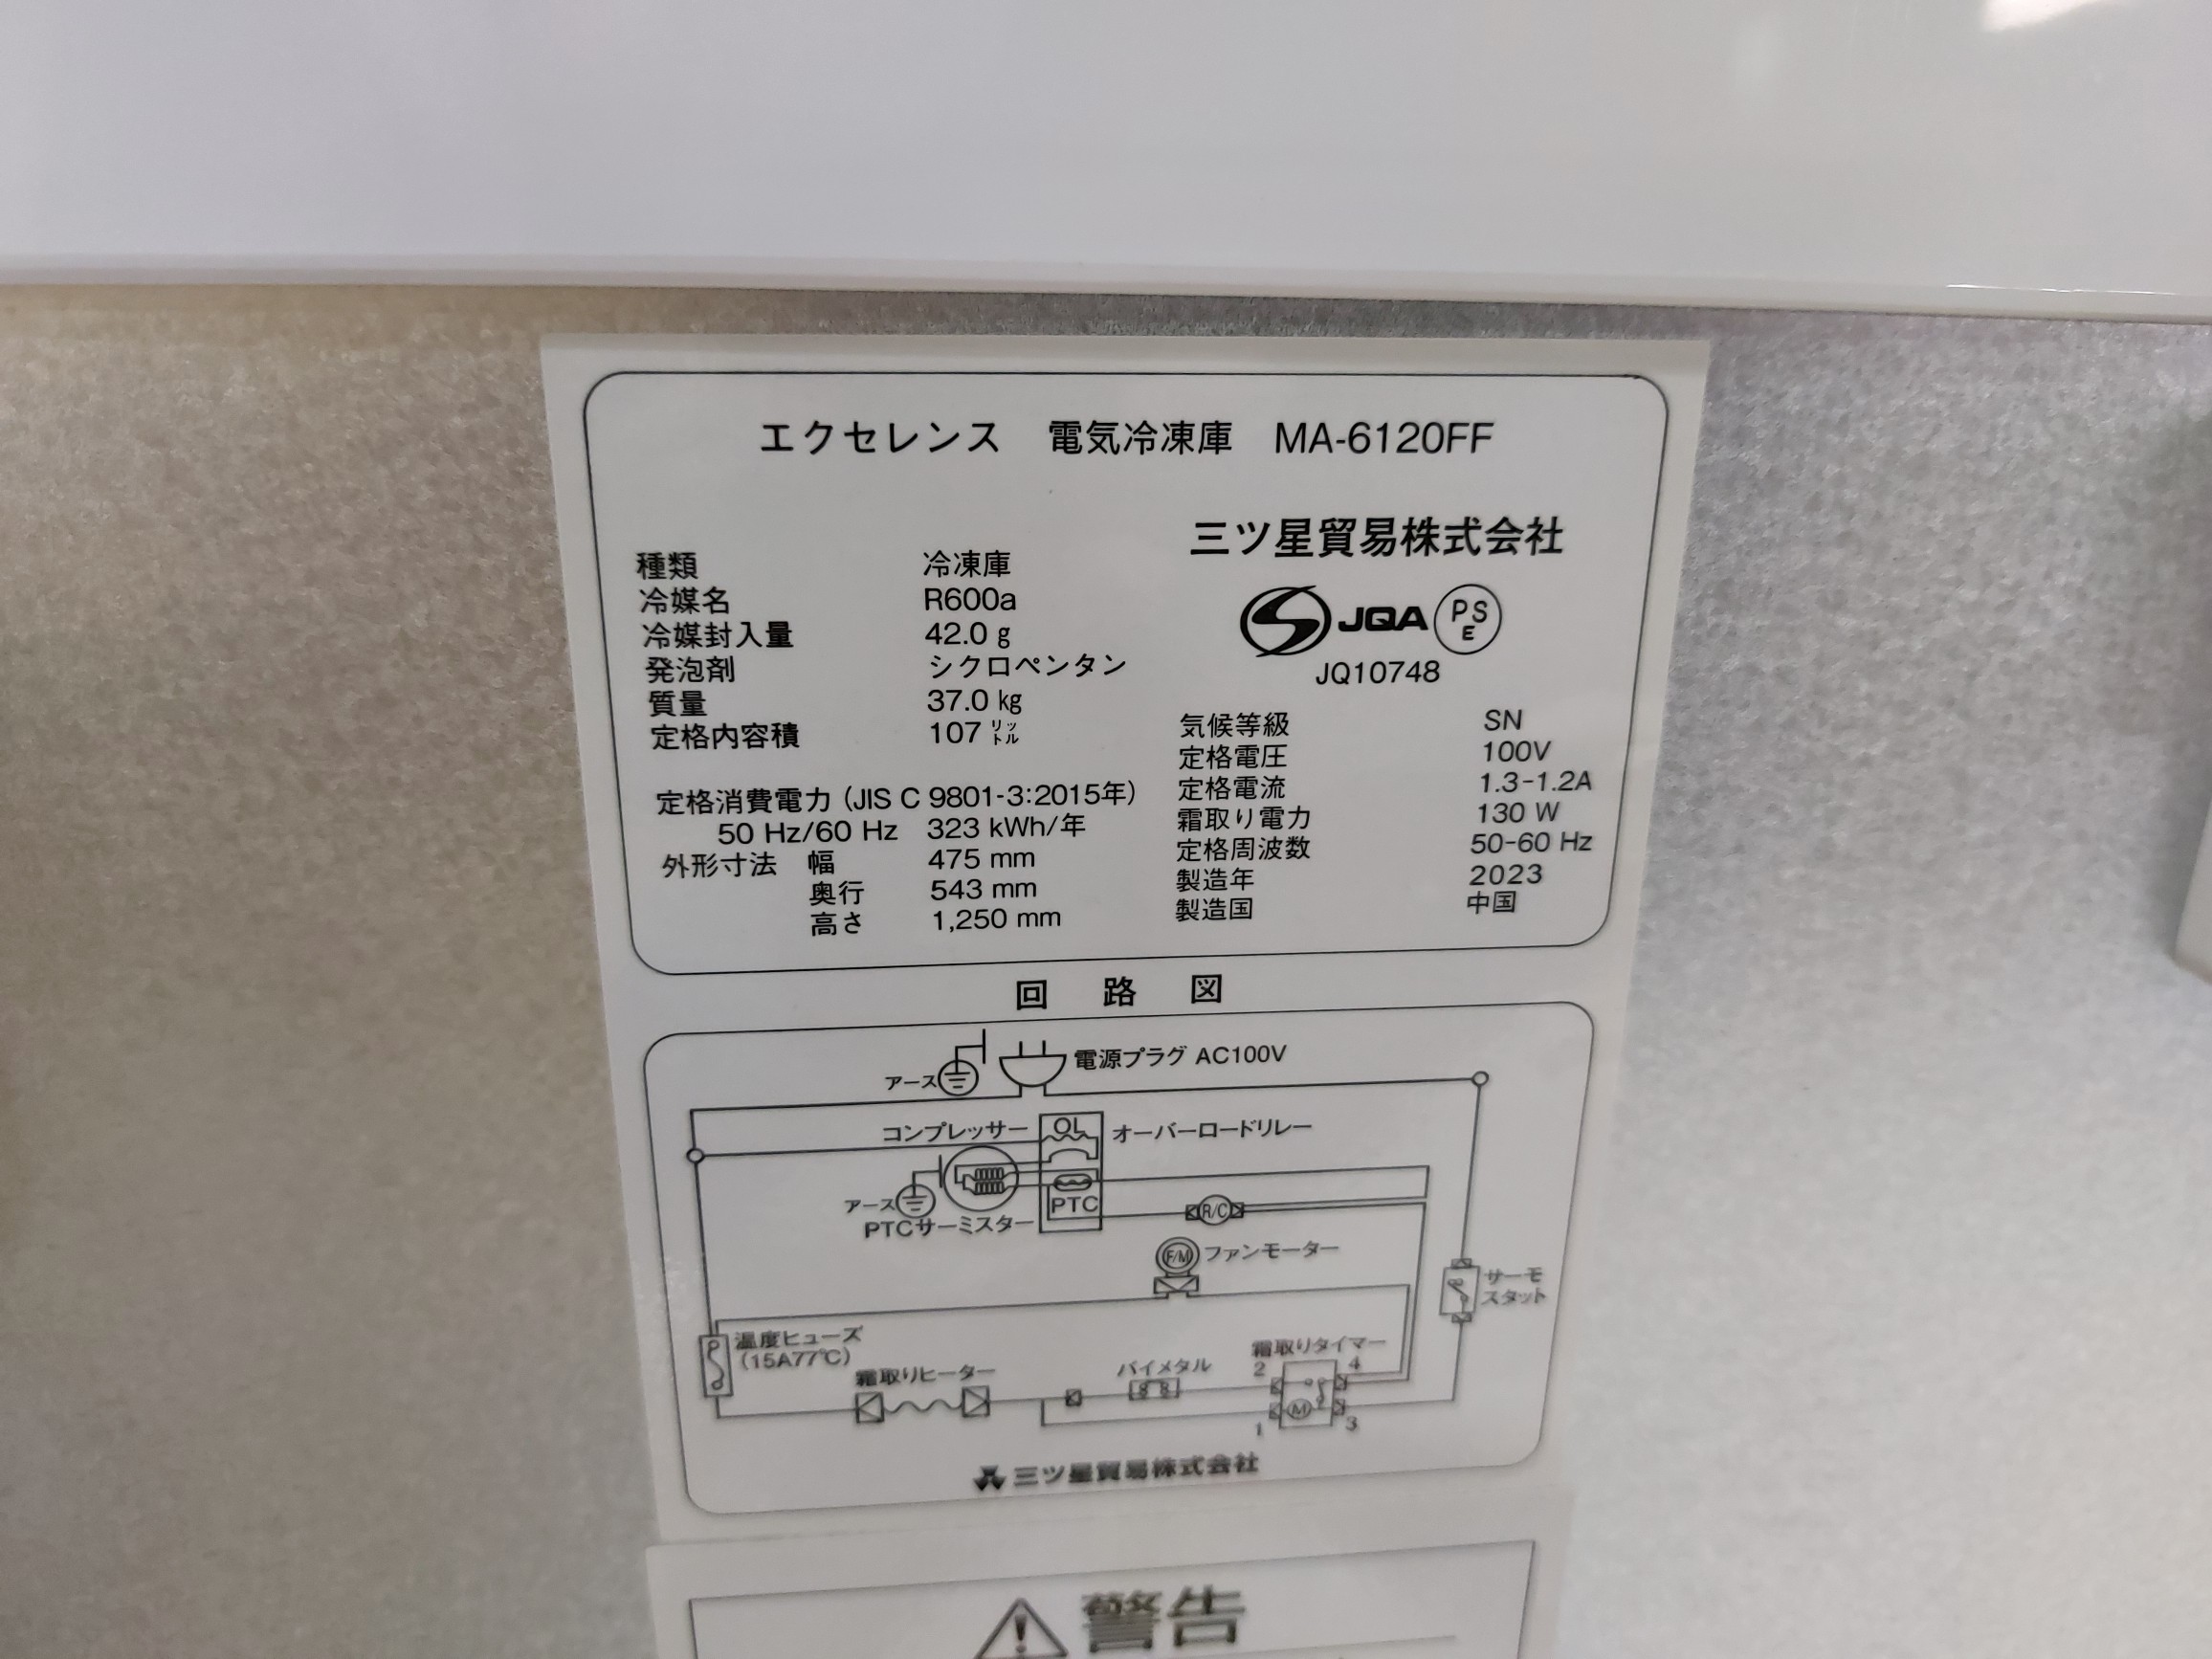 エクセレンス 電気冷凍庫 MA-6120FF
三ツ星貿易株式会社
JQA PS E
JQ10748
種類 冷凍庫
冷媒名 R600a
冷媒封入量 42.0 g
発泡剤 シクロペンタン
質量 37.0 kg
定格内容積 107 リットル
定格消費電力 (JIS C 9801-3:2015年)
50 Hz/60 Hz 323 kWh/年
外形寸法 幅 475 mm
奥行 543 mm
高さ 1,250 mm
気候等級 SN
定格電圧 100V
定格電流 1.3-1.2A
霜取り電力 130 W
定格周波数 50-60 Hz
製造年 2023
製造国 中国
回路図
アース 電源プラグ AC100V
コンプレッサー OL オーバーロードリレー
アース PTC R/C
PTCサーミスター
F/M ファンモーター
サーモ
スタット
温度ヒューズ
(15A77℃)
霜取りヒーター バイメタル 霜取りタイマー
2 4
M
1 3
三ツ星貿易株式会社
警告